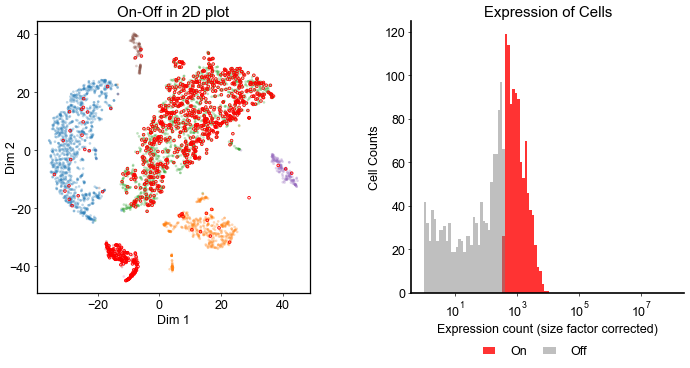 On-Off in 2D plot
40
20
0
−20
−40
Dim 2
−20 0 20 40
Dim 1
Expression of Cells
120
100
80
60
40
20
0
Cell Counts
10^1 10^3 10^5 10^7
Expression count (size factor corrected)
On Off